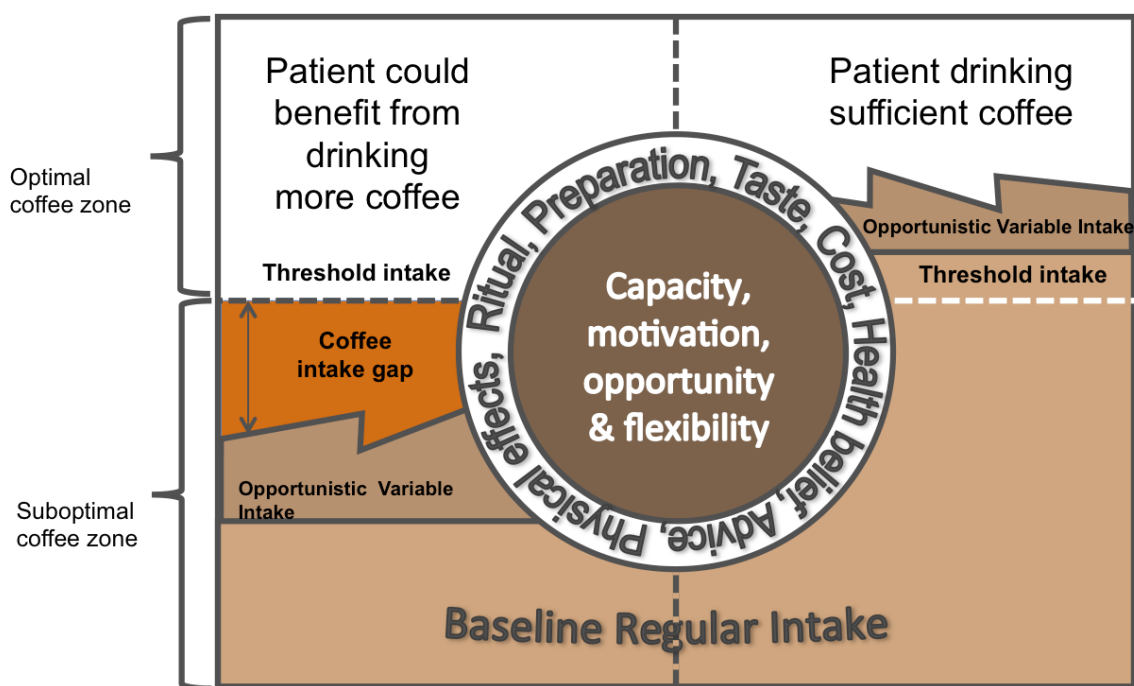 Patient could
benefit from
drinking
more coffee
Patient drinking
sufficient coffee
Optimal
coffee zone
Threshold intake
Opportunistic Variable Intake
Threshold intake
Ritual, Preparation, Taste, Cost, Health belief, Advice, Physical effects,
Capacity,
motivation,
opportunity
& flexibility
Coffee
intake gap
Opportunistic Variable
Intake
Suboptimal
coffee zone
Baseline Regular Intake